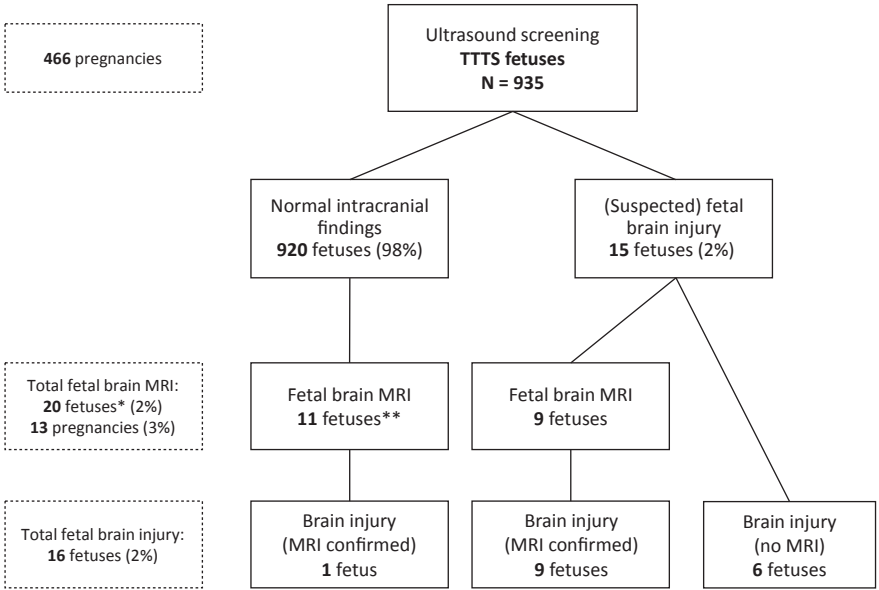 466 pregnancies
Ultrasound screening
TTTS fetuses
N = 935
Normal intracranial
findings
920 fetuses (98%)
(Suspected) fetal
brain injury
15 fetuses (2%)
Total fetal brain MRI:
20 fetuses* (2%)
13 pregnancies (3%)
Fetal brain MRI
11 fetuses**
Fetal brain MRI
9 fetuses
Total fetal brain injury:
16 fetuses (2%)
Brain injury
(MRI confirmed)
1 fetus
Brain injury
(MRI confirmed)
9 fetuses
Brain injury
(no MRI)
6 fetuses